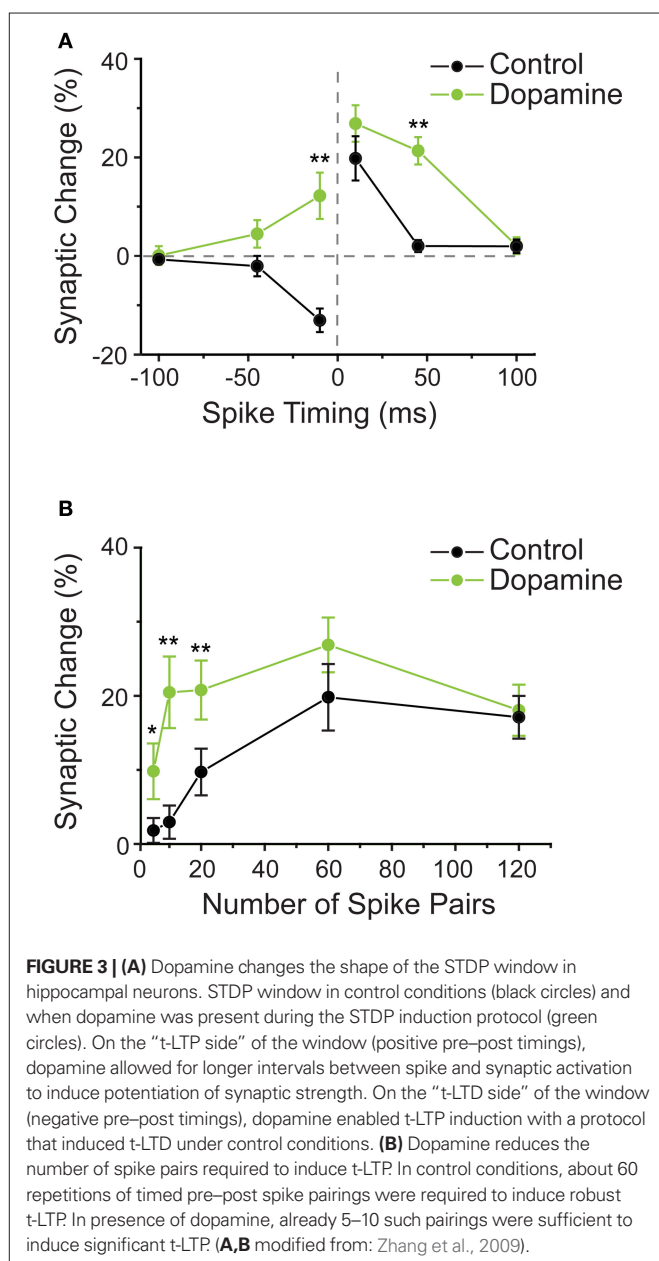 A
Control
Dopamine
40
20
0
-20
**
**
-100
-50
0
50
100
Synaptic Change (%)
Spike Timing (ms)
B
Control
Dopamine
40
20
0
*
**
**
0
20
40
60
80
100
120
Synaptic Change (%)
Number of Spike Pairs
FIGURE 3 | (A) Dopamine changes the shape of the STDP window in
hippocampal neurons. STDP window in control conditions (black circles) and
when dopamine was present during the STDP induction protocol (green
circles). On the “t-LTP side” of the window (positive pre–post timings),
dopamine allowed for longer intervals between spike and synaptic activation
to induce potentiation of synaptic strength. On the “t-LTD side” of the window
(negative pre–post timings), dopamine enabled t-LTP induction with a protocol
that induced t-LTD under control conditions. (B) Dopamine reduces the
number of spike pairs required to induce t-LTP. In control conditions, about 60
repetitions of timed pre–post spike pairings were required to induce robust
t-LTP. In presence of dopamine, already 5–10 such pairings were sufficient to
induce significant t-LTP. (A,B modified from: Zhang et al., 2009).